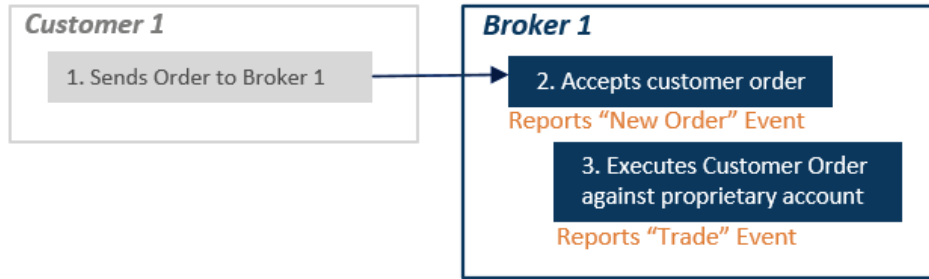 Customer 1
1. Sends Order to Broker 1
Broker 1
2. Accepts customer order
Reports “New Order” Event
3. Executes Customer Order
against proprietary account
Reports “Trade” Event